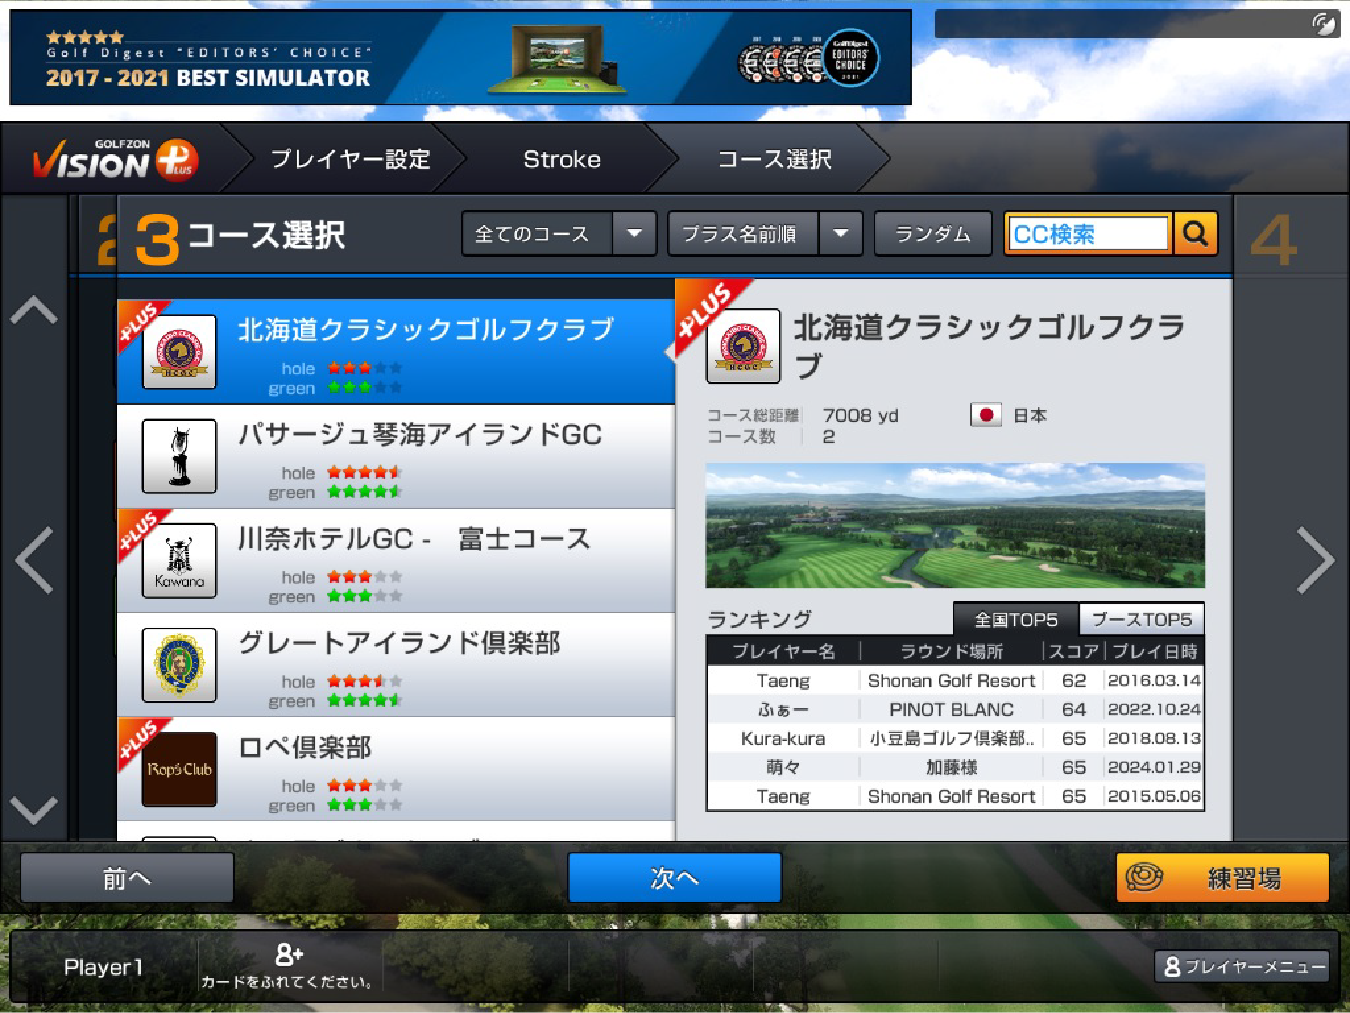 Golf Digest "EDITORS' CHOICE"
2017 - 2021 BEST SIMULATOR
GolfDigest
EDITORS'
CHOICE
2021
GOLFZON
VISION PLUS
プレイヤー設定
Stroke
コース選択
2
3 コース選択
全てのコース
プラス名前順
ランダム
CC検索
4
+PLUS
北海道クラシックゴルフクラブ
hole
green
パサージュ琴海アイランドGC
hole
green
+PLUS
川奈ホテルGC - 富士コース
Kawana
hole
green
グレートアイランド倶楽部
hole
green
+PLUS
ロペ倶楽部
Rop's Club
hole
green
+PLUS
H.C.G.C
北海道クラシックゴルフクラ
ブ
コース総距離 7008 yd 日本
コース数 2
ランキング 全国TOP5 ブースTOP5
プレイヤー名 ラウンド場所 スコア プレイ日時
Taeng Shonan Golf Resort 62 2016.03.14
ふぁー PINOT BLANC 64 2022.10.24
Kura-kura 小豆島ゴルフ倶楽部.. 65 2018.08.13
萌々 加藤様 65 2024.01.29
Taeng Shonan Golf Resort 65 2015.05.06
前へ
次へ
練習場
Player1
8+
カードをふれてください。
プレイヤーメニュー